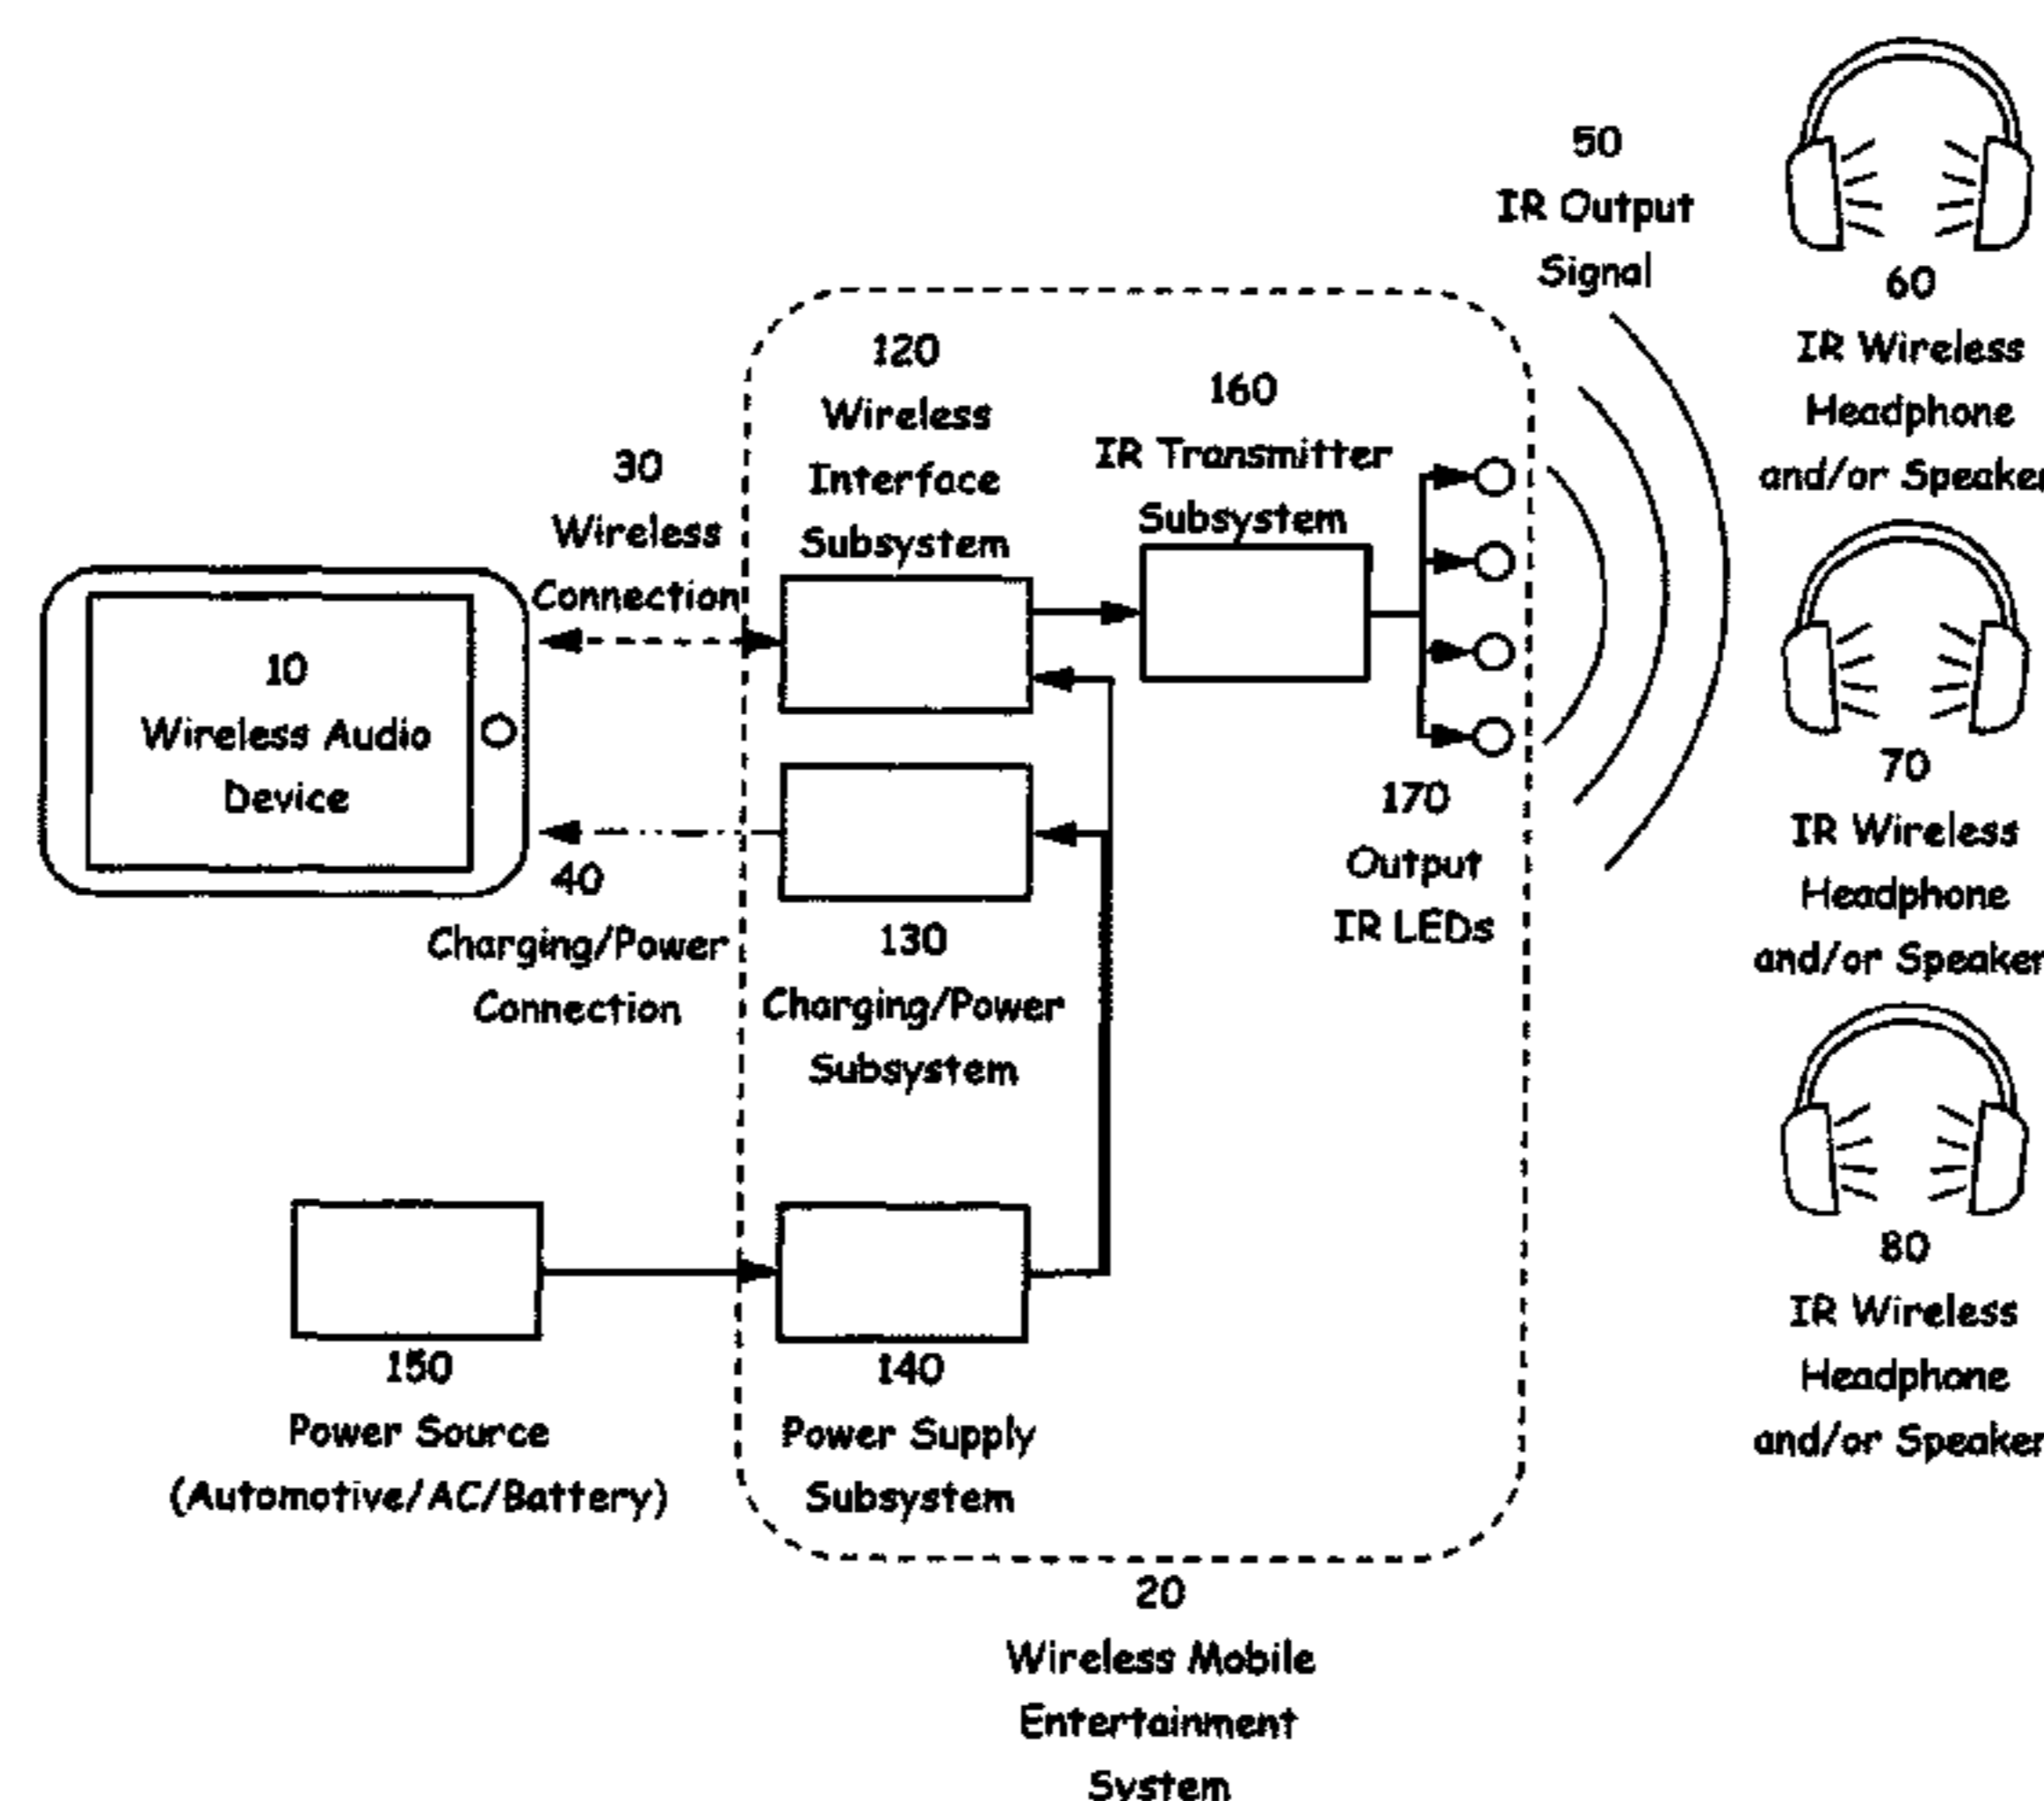 50
IR Output
Signal
60
IR Wireless
Headphone
and/or Speaker
120
Wireless
Interface
Subsystem
160
IR Transmitter
Subsystem
30
Wireless
Connection
10
Wireless Audio
Device
40
Charging/Power
Connection
130
Charging/Power
Subsystem
170
Output
IR LEDs
70
IR Wireless
Headphone
and/or Speaker
150
Power Source
(Automotive/AC/Battery)
140
Power Supply
Subsystem
80
IR Wireless
Headphone
and/or Speaker
20
Wireless Mobile
Entertainment
System